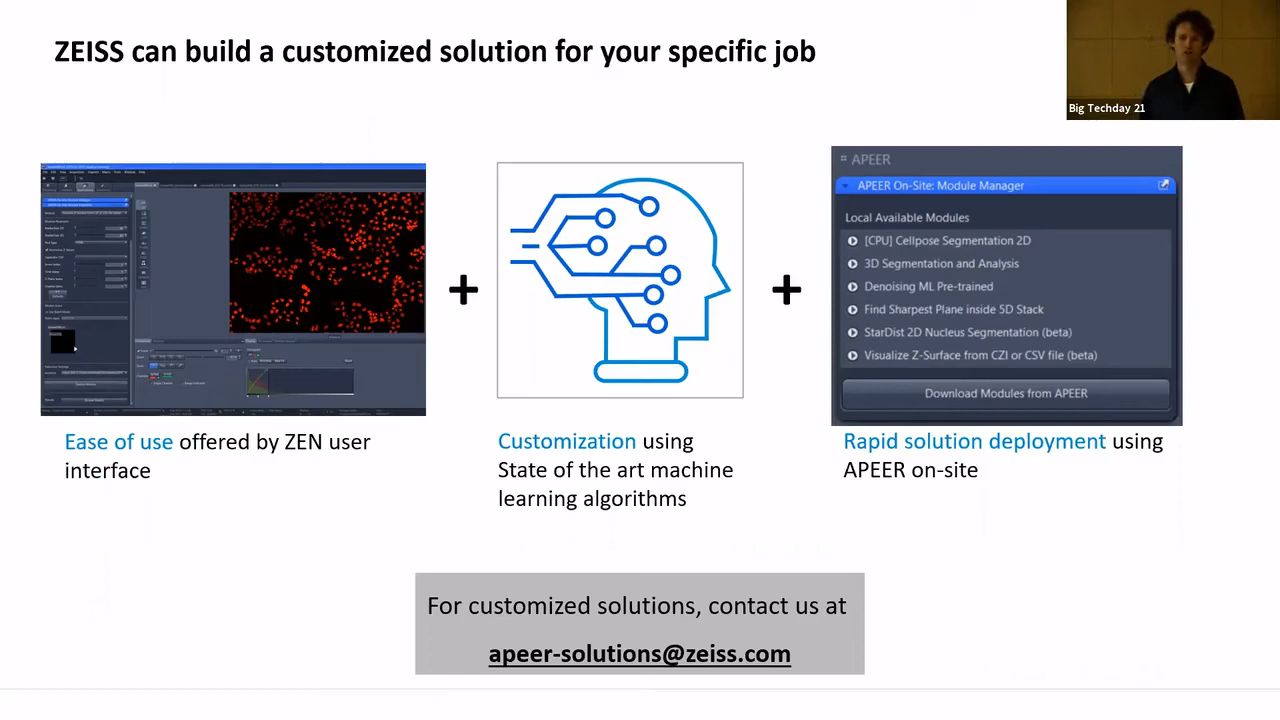 ZEISS can build a customized solution for your specific job
Big Techday 21
APEER
APEER On-Site: Module Manager
Local Available Modules
[CPU] Cellpose Segmentation 2D
3D Segmentation and Analysis
Denoising ML Pre-trained
Find Sharpest Plane inside 5D Stack
StarDist 2D Nucleus Segmentation (beta)
Visualize Z-Surface from CZI or CSV file (beta)
Download Modules from APEER
Ease of use offered by ZEN user
interface
Customization using
State of the art machine
learning algorithms
Rapid solution deployment using
APEER on-site
For customized solutions, contact us at
apeer-solutions@zeiss.com